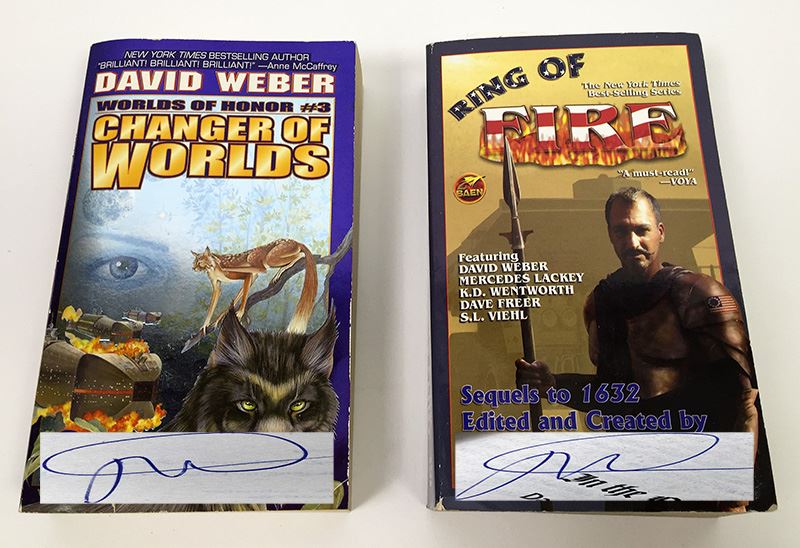 NEW YORK TIMES BESTSELLING AUTHOR
"BRILLIANT! BRILLIANT! BRILLIANT!" —Anne McCaffrey
DAVID WEBER
WORLDS OF HONOR #3
CHANGER OF
WORLDS
RING OF
The New York Times
Best-Selling Series
FIRE
"A must-read!"
—VOYA
BAEN
Featuring
DAVID WEBER
MERCEDES LACKEY
K.D. WENTWORTH
DAVE FREER
S.L. VIEHL
Sequels to 1632
Edited and Created by
In the